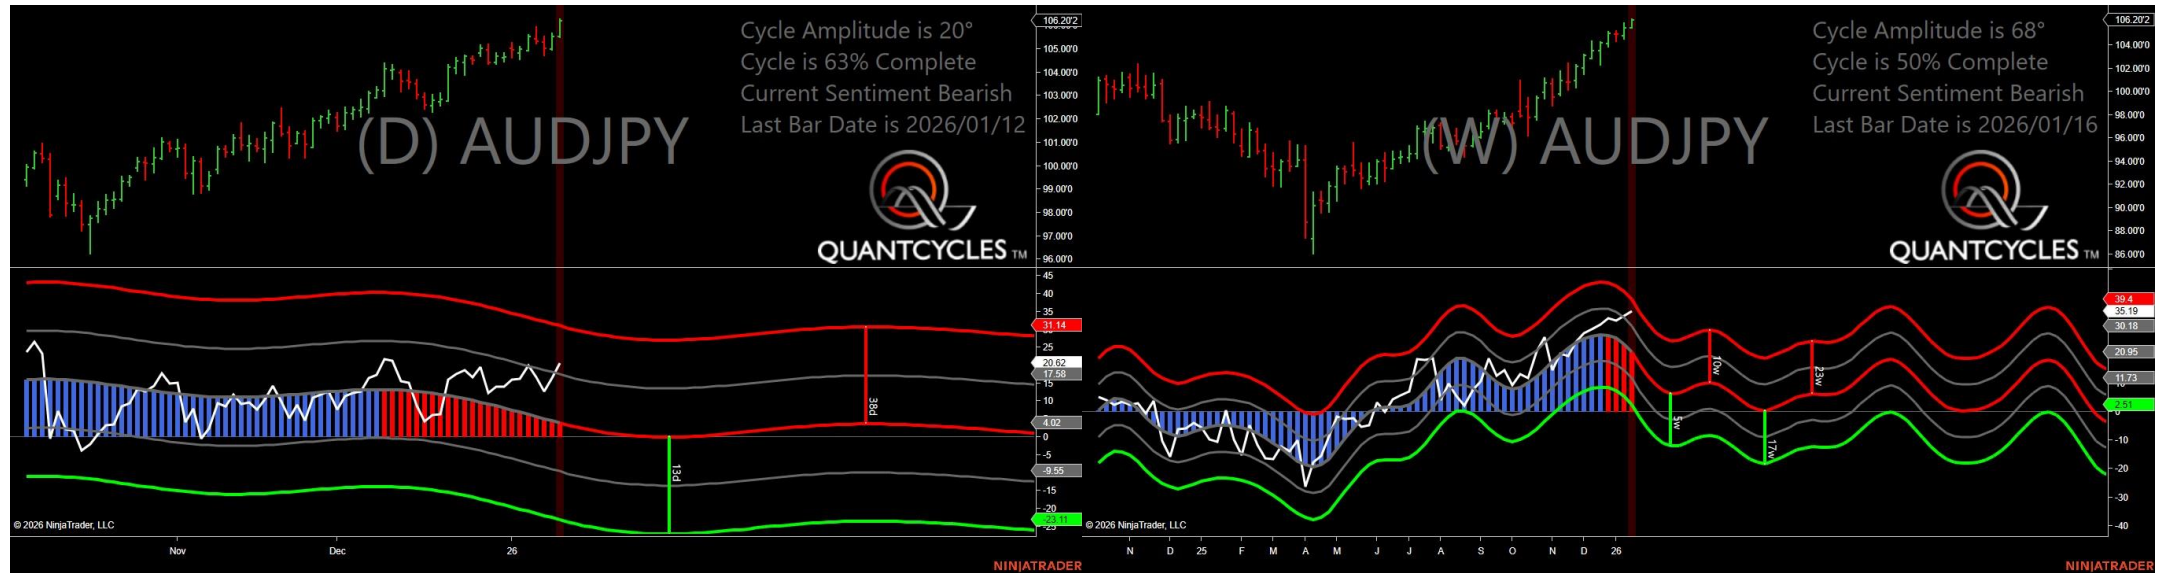 Cycle Amplitude is 20°
Cycle is 63% Complete
Current Sentiment Bearish
Last Bar Date is 2026/01/12
(D) AUDJPY
QUANTCYCLES TM
106.20'2
105.00'0
104.00'0
103.00'0
102.00'0
101.00'0
100.00'0
99.00'0
98.00'0
97.00'0
96.00'0
45
40
35
31.14
25
20.62
17.58
15
10
4.02
0
-5
-9.55
-15
-20
-23.11
38d
13d
© 2026 NinjaTrader, LLC
Nov
Dec
26
NINJATRADER
Cycle Amplitude is 68°
Cycle is 50% Complete
Current Sentiment Bearish
Last Bar Date is 2026/01/16
(W) AUDJPY
QUANTCYCLES TM
106.20'2
104.00'0
102.00'0
100.00'0
98.00'0
96.00'0
94.00'0
92.00'0
90.00'0
88.00'0
86.00'0
39.4
35.19
30.18
20.95
11.73
2.51
-10
-20
-30
-40
10w
23w
5w
17w
© 2026 NinjaTrader, LLC
N
D
25
F
M
A
M
J
J
A
S
O
N
D
26
NINJATRADER